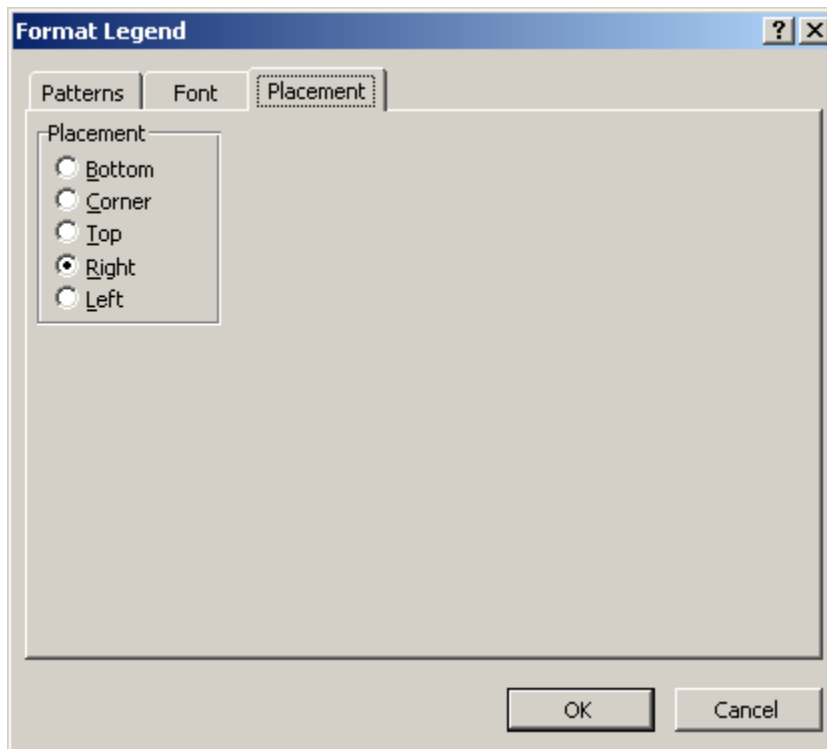 Format Legend
Patterns Font Placement
Placement
Bottom
Corner
Top
Right
Left
OK Cancel